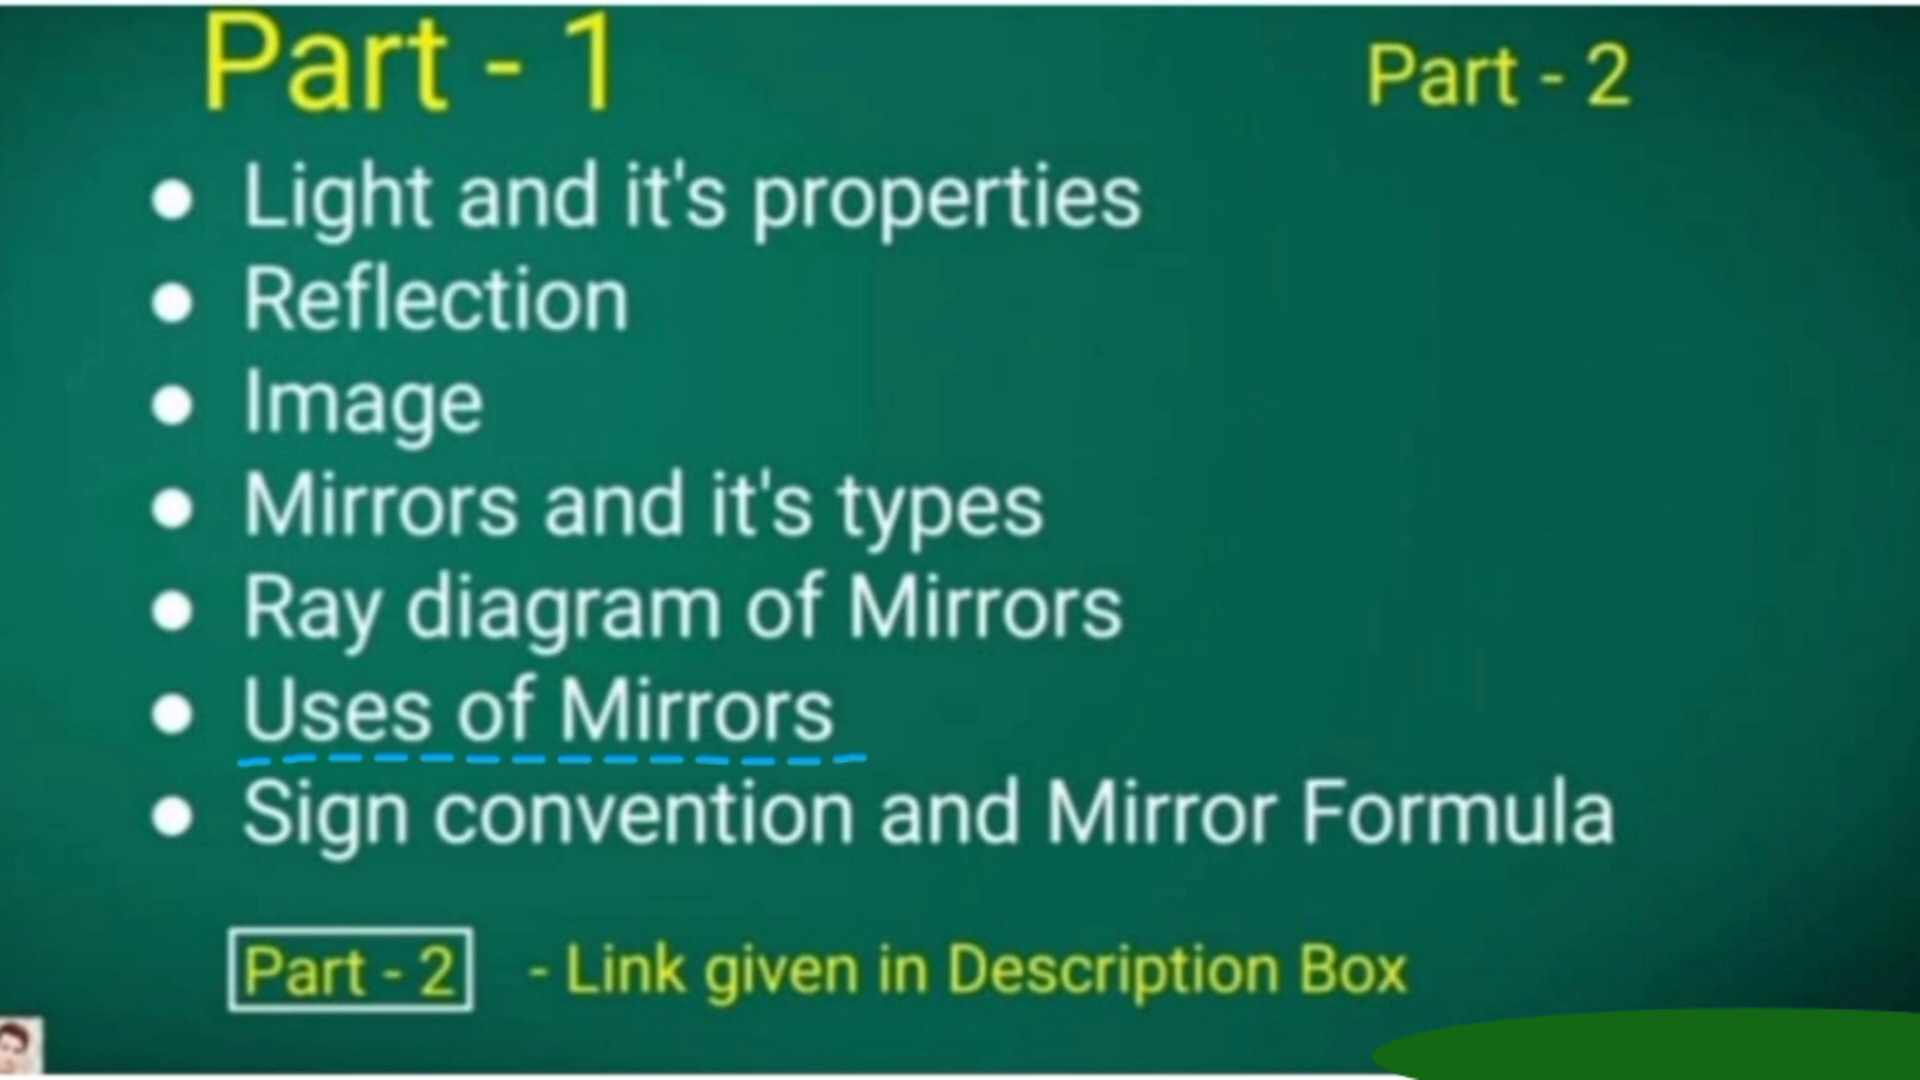 Part - 1
Part - 2
● Light and it's properties
● Reflection
● Image
● Mirrors and it's types
● Ray diagram of Mirrors
● Uses of Mirrors
● Sign convention and Mirror Formula
Part - 2 - Link given in Description Box